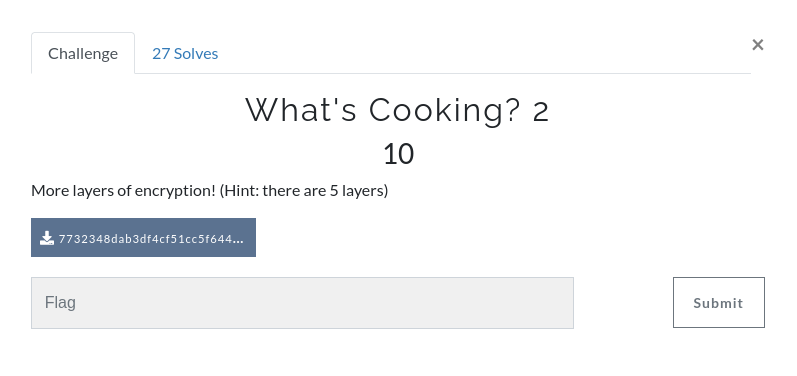 Challenge 27 Solves ×
What's Cooking? 2
10
More layers of encryption! (Hint: there are 5 layers)
7732348dab3df4cf51cc5f644...
Flag Submit